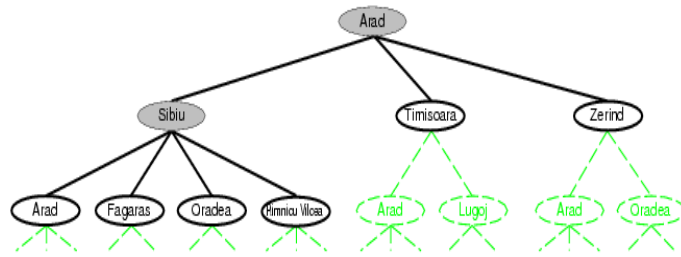 Arad
Sibiu Timisoara Zerind
Arad Fagaras Oradea Rimnicu Vilcea Arad Lugoj Arad Oradea